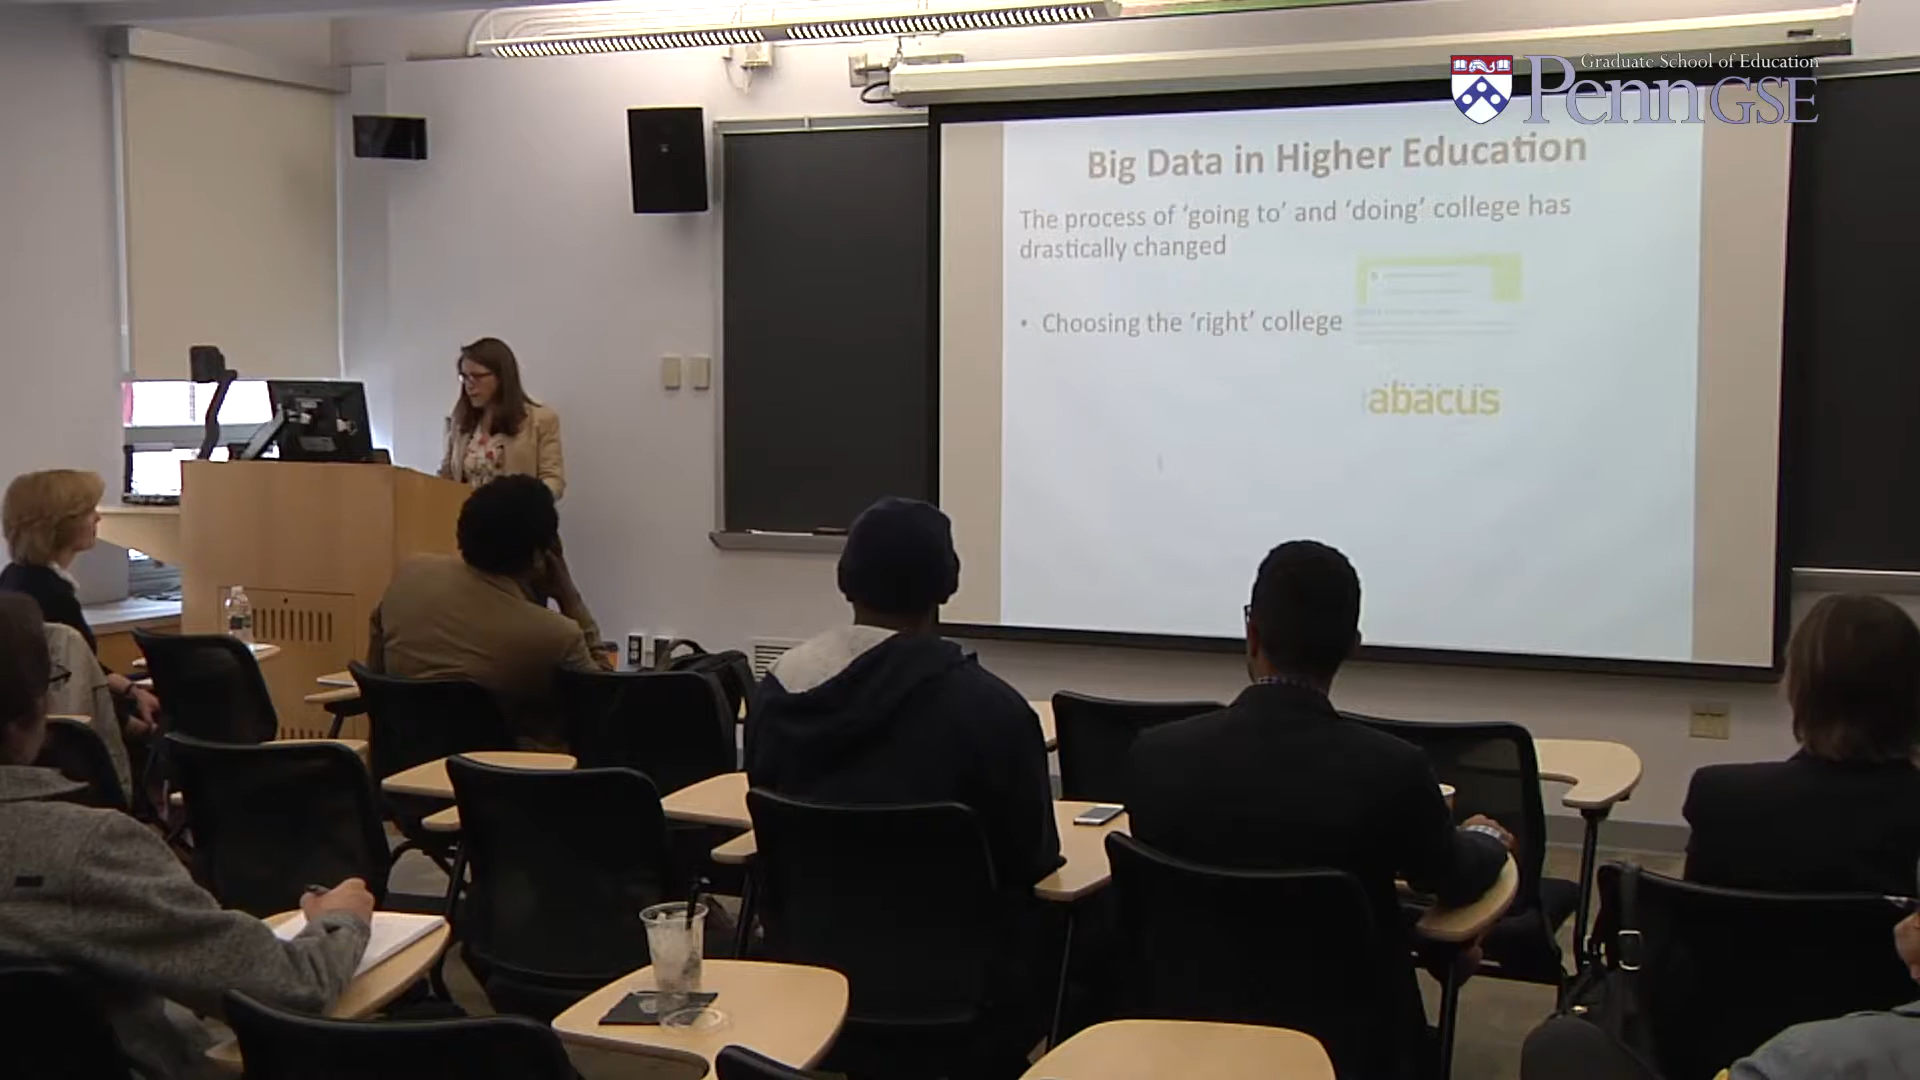 Graduate School of Education
PennGSE
Big Data in Higher Education
The process of ‘going to’ and ‘doing’ college has
drastically changed
• Choosing the ‘right’ college
abacus